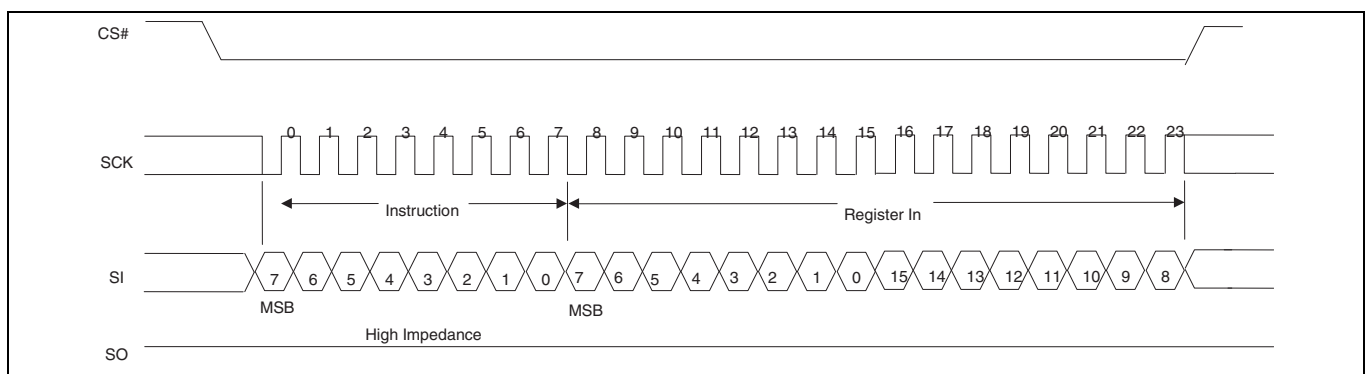 CS#
0 1 2 3 4 5 6 7 8 9 10 11 12 13 14 15 16 17 18 19 20 21 22 23
SCK
Instruction Register In
SI 7 6 5 4 3 2 1 0 7 6 5 4 3 2 1 0 15 14 13 12 11 10 9 8
MSB MSB
High Impedance
SO